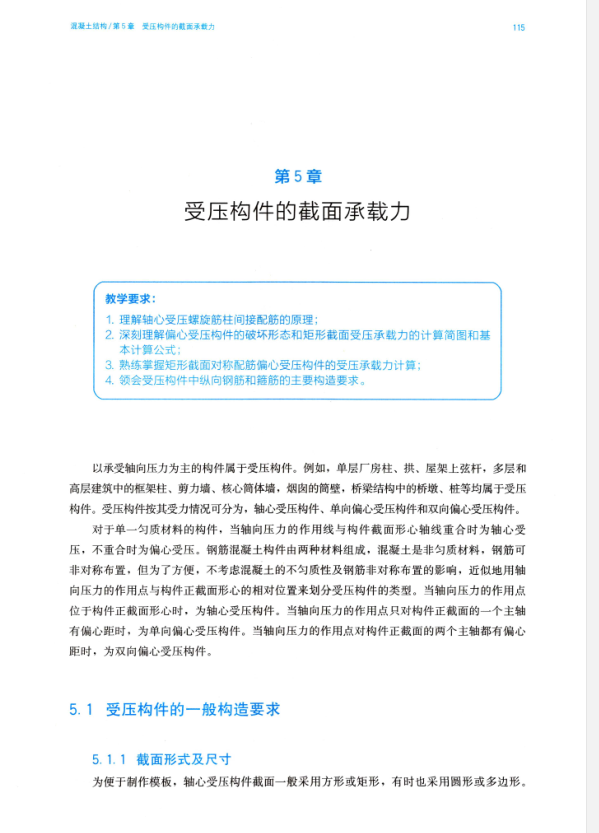 混凝土结构/第5章 受压构件的截面承载力 115
第5章
受压构件的截面承载力
教学要求：
1. 理解轴心受压螺旋筋柱间接配筋的原理；
2. 深刻理解偏心受压构件的破坏形态和矩形截面受压承载力的计算简图和基
本计算公式；
3. 熟练掌握矩形截面对称配筋偏心受压构件的受压承载力计算；
4. 领会受压构件中纵向钢筋和箍筋的主要构造要求。
以承受轴向压力为主的构件属于受压构件。例如，单层厂房柱、拱、屋架上弦杆，多层和
高层建筑中的框架柱、剪力墙、核心筒体墙，烟囱的筒壁，桥梁结构中的桥墩、桩等均属于受压
构件。受压构件按其受力情况可分为，轴心受压构件、单向偏心受压构件和双向偏心受压构件。
对于单一匀质材料的构件，当轴向压力的作用线与构件截面形心轴线重合时为轴心受
压，不重合时为偏心受压。钢筋混凝土构件由两种材料组成，混凝土是非匀质材料，钢筋可
非对称布置，但为了方便，不考虑混凝土的不匀质性及钢筋非对称布置的影响，近似地用轴
向压力的作用点与构件正截面形心的相对位置来划分受压构件的类型。当轴向压力的作用点
位于构件正截面形心时，为轴心受压构件。当轴向压力的作用点只对构件正截面的一个主轴
有偏心距时，为单向偏心受压构件。当轴向压力的作用点对构件正截面的两个主轴都有偏心
距时，为双向偏心受压构件。
5.1 受压构件的一般构造要求
5.1.1 截面形式及尺寸
为便于制作模板，轴心受压构件截面一般采用方形或矩形，有时也采用圆形或多边形。